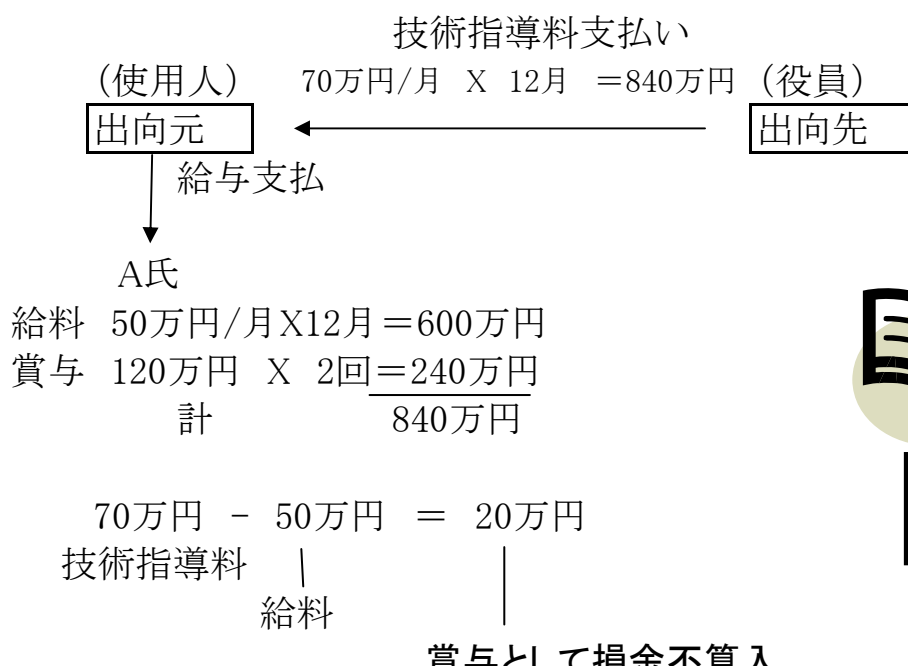 技術指導料支払い
(使用人) 70万円/月 X 12月 =840万円 (役員)
出向元 出向先
給与支払
A氏
給料 50万円/月X12月=600万円
賞与 120万円 X 2回=240万円
計 840万円
70万円 - 50万円 = 20万円
技術指導料
給料
賞与として損金不算入